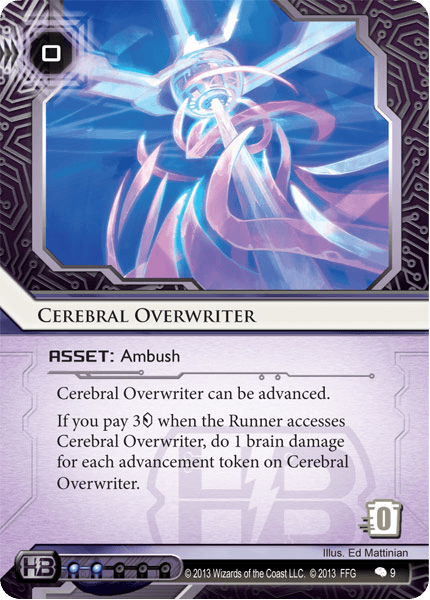 0
CEREBRAL OVERWRITER
ASSET: Ambush
Cerebral Overwriter can be advanced.
If you pay 3 when the Runner accesses
Cerebral Overwriter, do 1 brain damage
for each advancement token on Cerebral
Overwriter.
0
Illus. Ed Mattinian
HB
© 2013 Wizards of the Coast LLC. © 2013 FFG
9